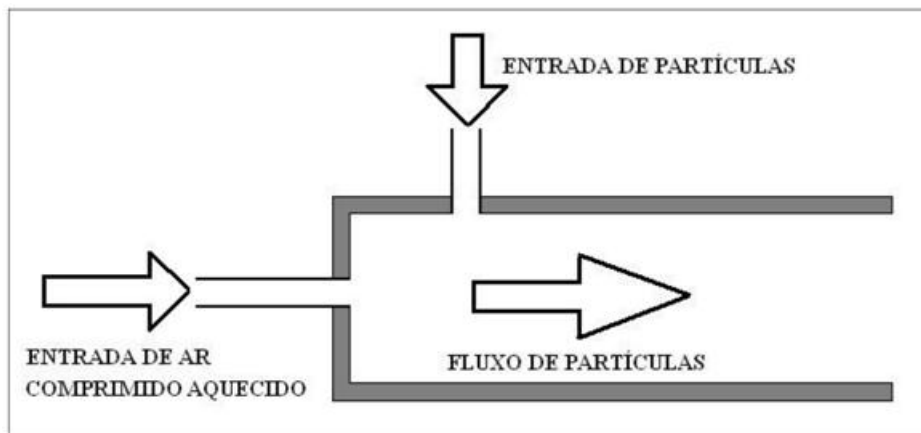 ENTRADA DE PARTÍCULAS
ENTRADA DE AR
COMPRIMIDO AQUECIDO
FLUXO DE PARTÍCULAS